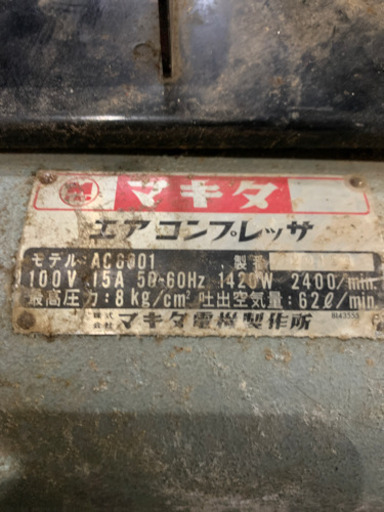 マキタ
エアコンプレッサ
モデル AC6001 製番
100V 15A 50-60Hz 1420W 2400/min.
最高圧力:8kg/cm² 吐出空気量:62ℓ/min.
株式会社 マキタ電機製作所